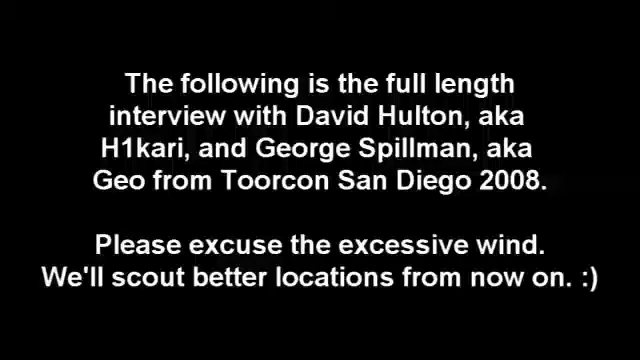 The following is the full length
interview with David Hulton, aka
H1kari, and George Spillman, aka
Geo from Toorcon San Diego 2008.
Please excuse the excessive wind.
We'll scout better locations from now on. :)